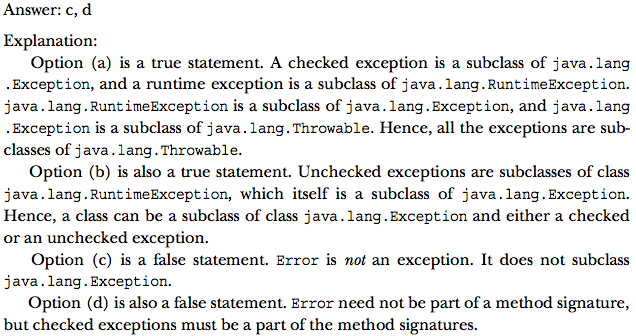 Answer: c, d
Explanation:
Option (a) is a true statement. A checked exception is a subclass of java.lang
.Exception, and a runtime exception is a subclass of java.lang.RuntimeException.
java.lang.RuntimeException is a subclass of java.lang.Exception, and java.lang
.Exception is a subclass of java.lang.Throwable. Hence, all the exceptions are sub-
classes of java.lang.Throwable.
Option (b) is also a true statement. Unchecked exceptions are subclasses of class
java.lang.RuntimeException, which itself is a subclass of java.lang.Exception.
Hence, a class can be a subclass of class java.lang.Exception and either a checked
or an unchecked exception.
Option (c) is a false statement. Error is not an exception. It does not subclass
java.lang.Exception.
Option (d) is also a false statement. Error need not be part of a method signature,
but checked exceptions must be a part of the method signatures.